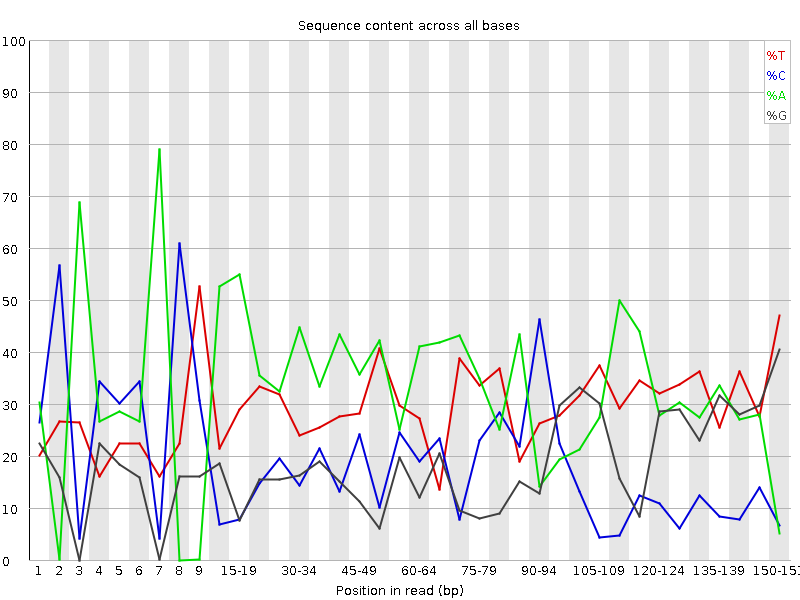 Sequence content across all bases
100
90
80
70
60
50
40
30
20
10
0
%T
%C
%A
%G
1 2 3 4 5 6 7 8 9 15-19 30-34 45-49 60-64 75-79 90-94 105-109 120-124 135-139 150-151
Position in read (bp)